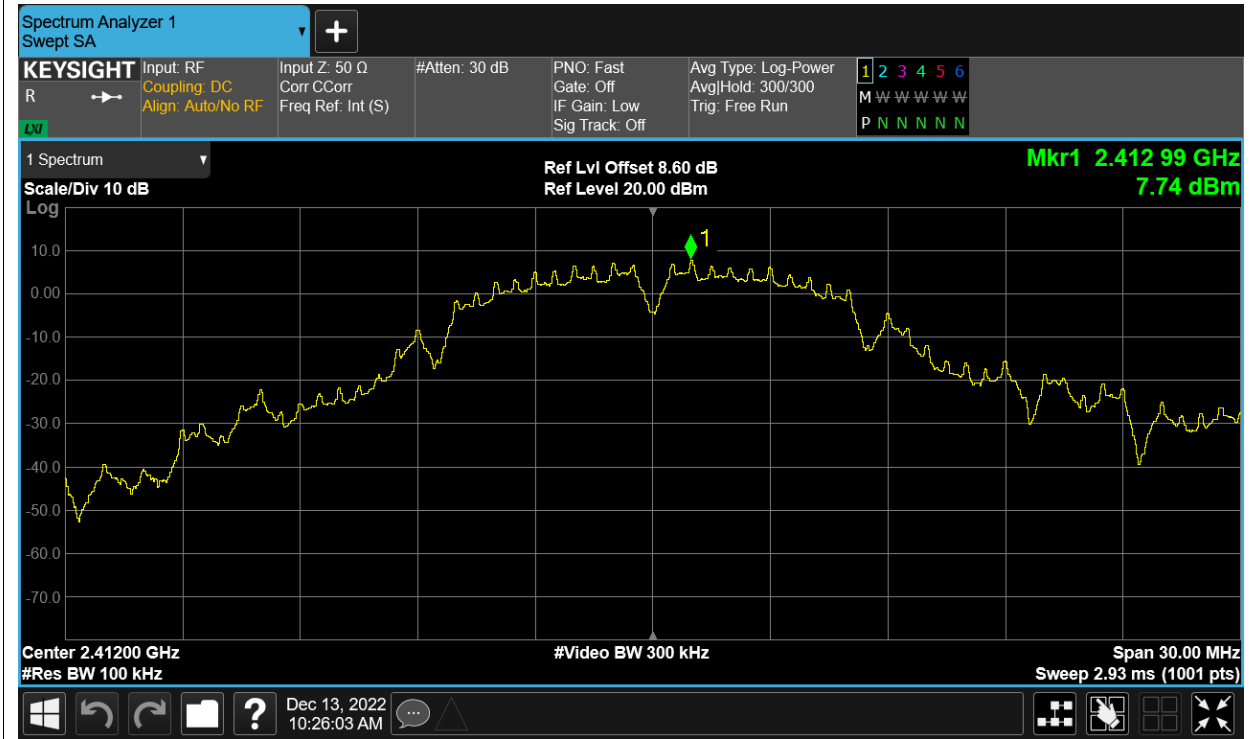 Spectrum Analyzer 1
Swept SA
KEYSIGHT
R
LXI
Input: RF
Coupling: DC
Align: Auto/No RF
Input Z: 50 Ω
Corr CCorr
Freq Ref: Int (S)
#Atten: 30 dB
PNO: Fast
Gate: Off
IF Gain: Low
Sig Track: Off
Avg Type: Log-Power
Avg|Hold: 300/300
Trig: Free Run
1 2 3 4 5 6
M W W W W W W
P N N N N N N
1 Spectrum
Scale/Div 10 dB
Ref Lvl Offset 8.60 dB
Ref Level 20.00 dBm
Mkr1 2.412 99 GHz
7.74 dBm
Log
1
10.0
0.00
-10.0
-20.0
-30.0
-40.0
-50.0
-60.0
-70.0
Center 2.41200 GHz
#Res BW 100 kHz
#Video BW 300 kHz
Span 30.00 MHz
Sweep 2.93 ms (1001 pts)
?
Dec 13, 2022
10:26:03 AM